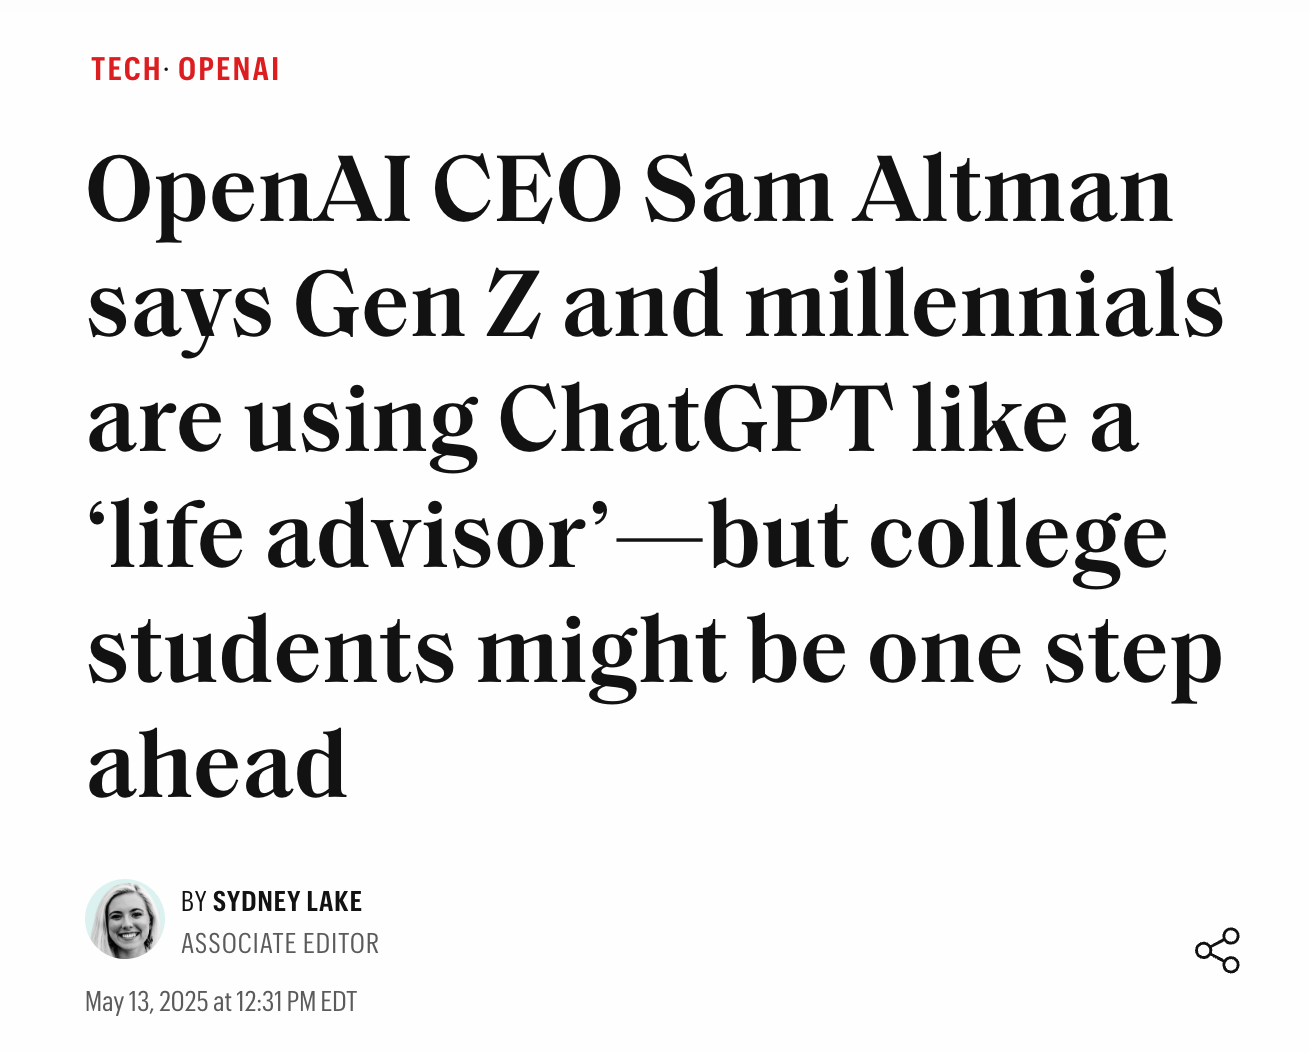 TECH· OPENAI
OpenAI CEO Sam Altman
says Gen Z and millennials
are using ChatGPT like a
‘life advisor’—but college
students might be one step
ahead
BY SYDNEY LAKE
ASSOCIATE EDITOR
May 13, 2025 at 12:31 PM EDT